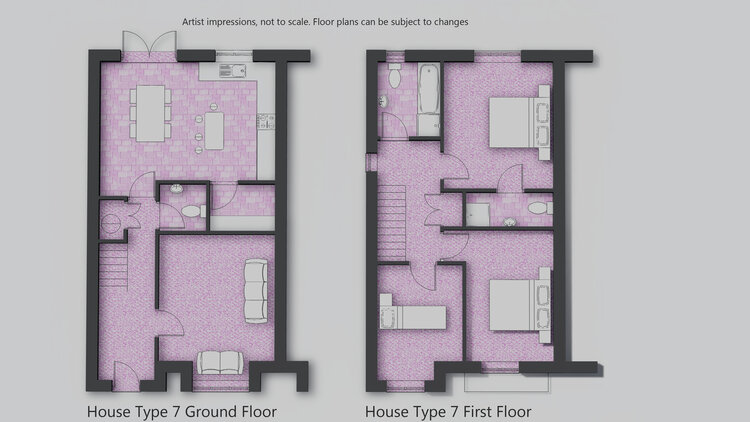 Artist impressions, not to scale. Floor plans can be subject to changes
House Type 7 Ground Floor
House Type 7 First Floor